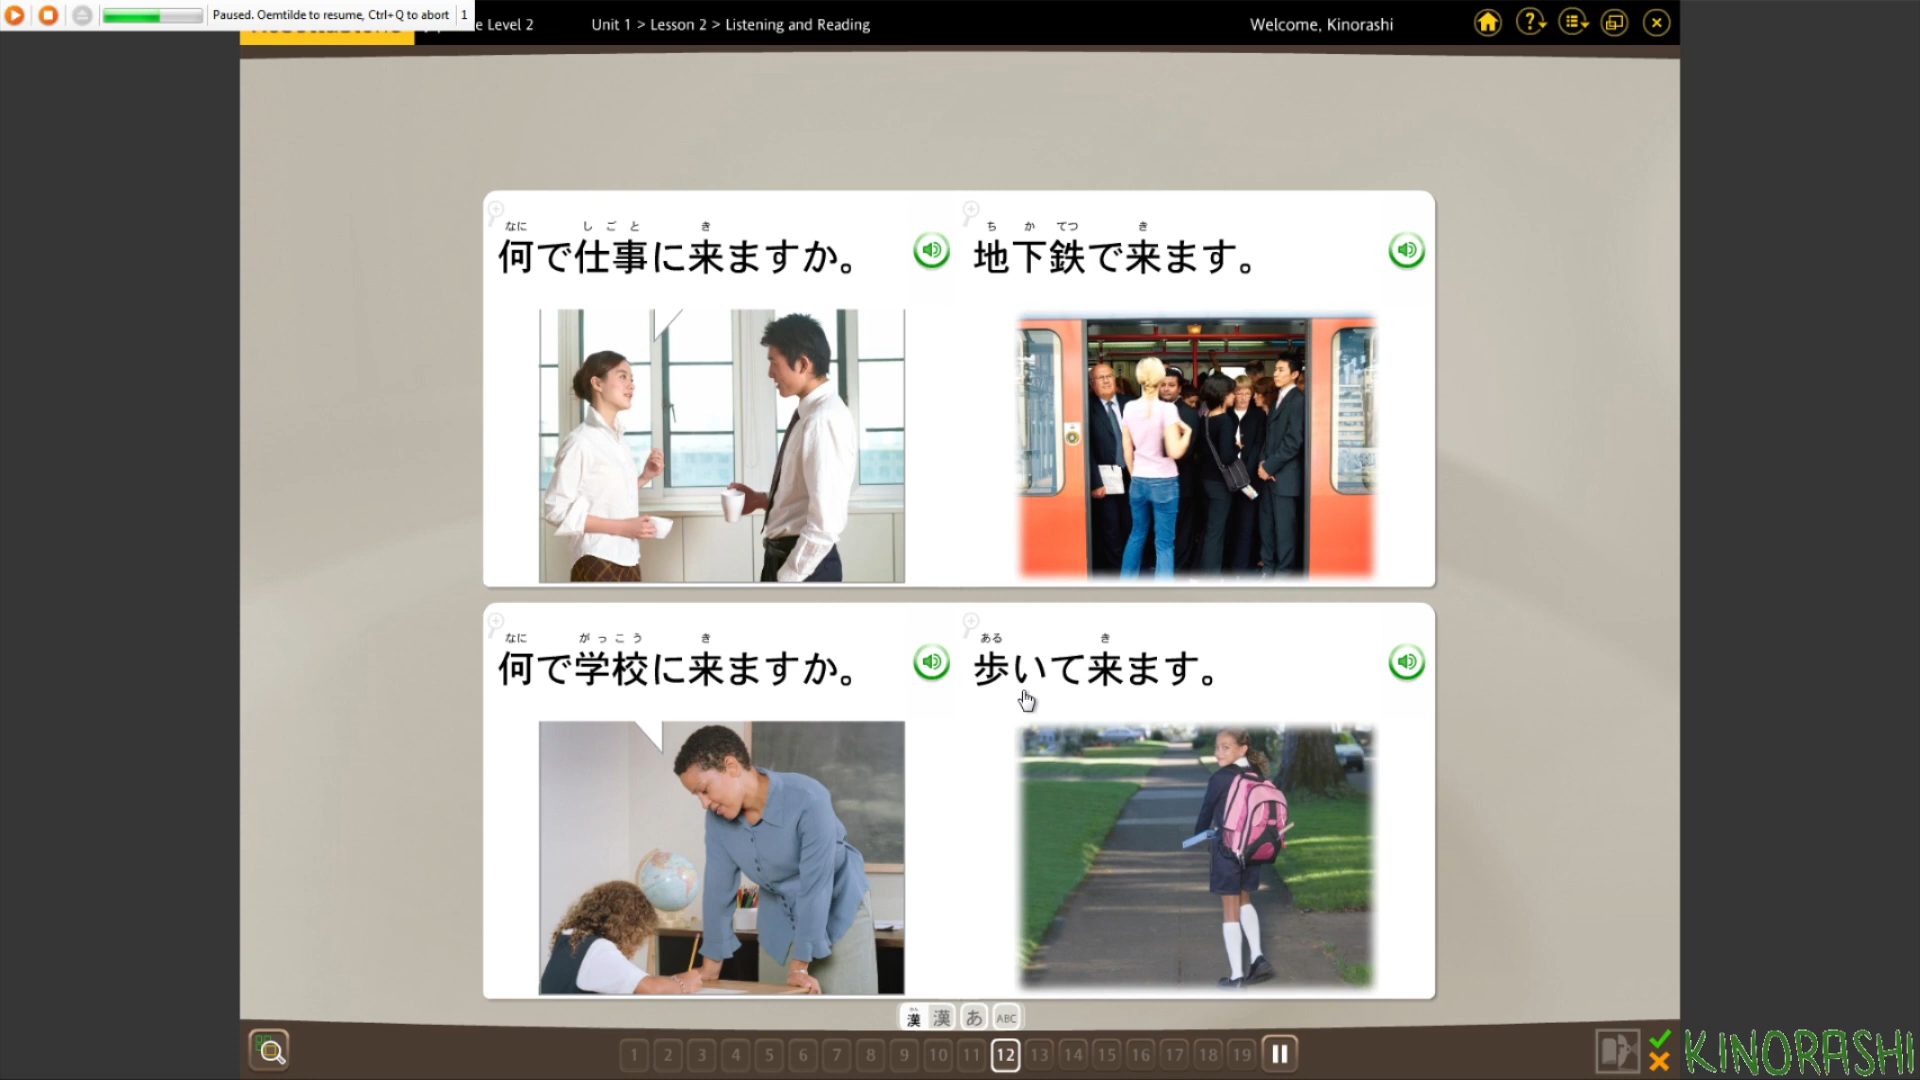 Paused. Oemtilde to resume, Ctrl+Q to abort 1
e Level 2
Unit 1 > Lesson 2 > Listening and Reading
Welcome, Kinorashi
なに しごと き
何で仕事に来ますか。
ち か てつ き
地下鉄で来ます。
なに がっこう き
何で学校に来ますか。
ある き
歩いて来ます。
漢 漢 あ ABC
1 2 3 4 5 6 7 8 9 10 11 12 13 14 15 16 17 18 19
KINORASHI